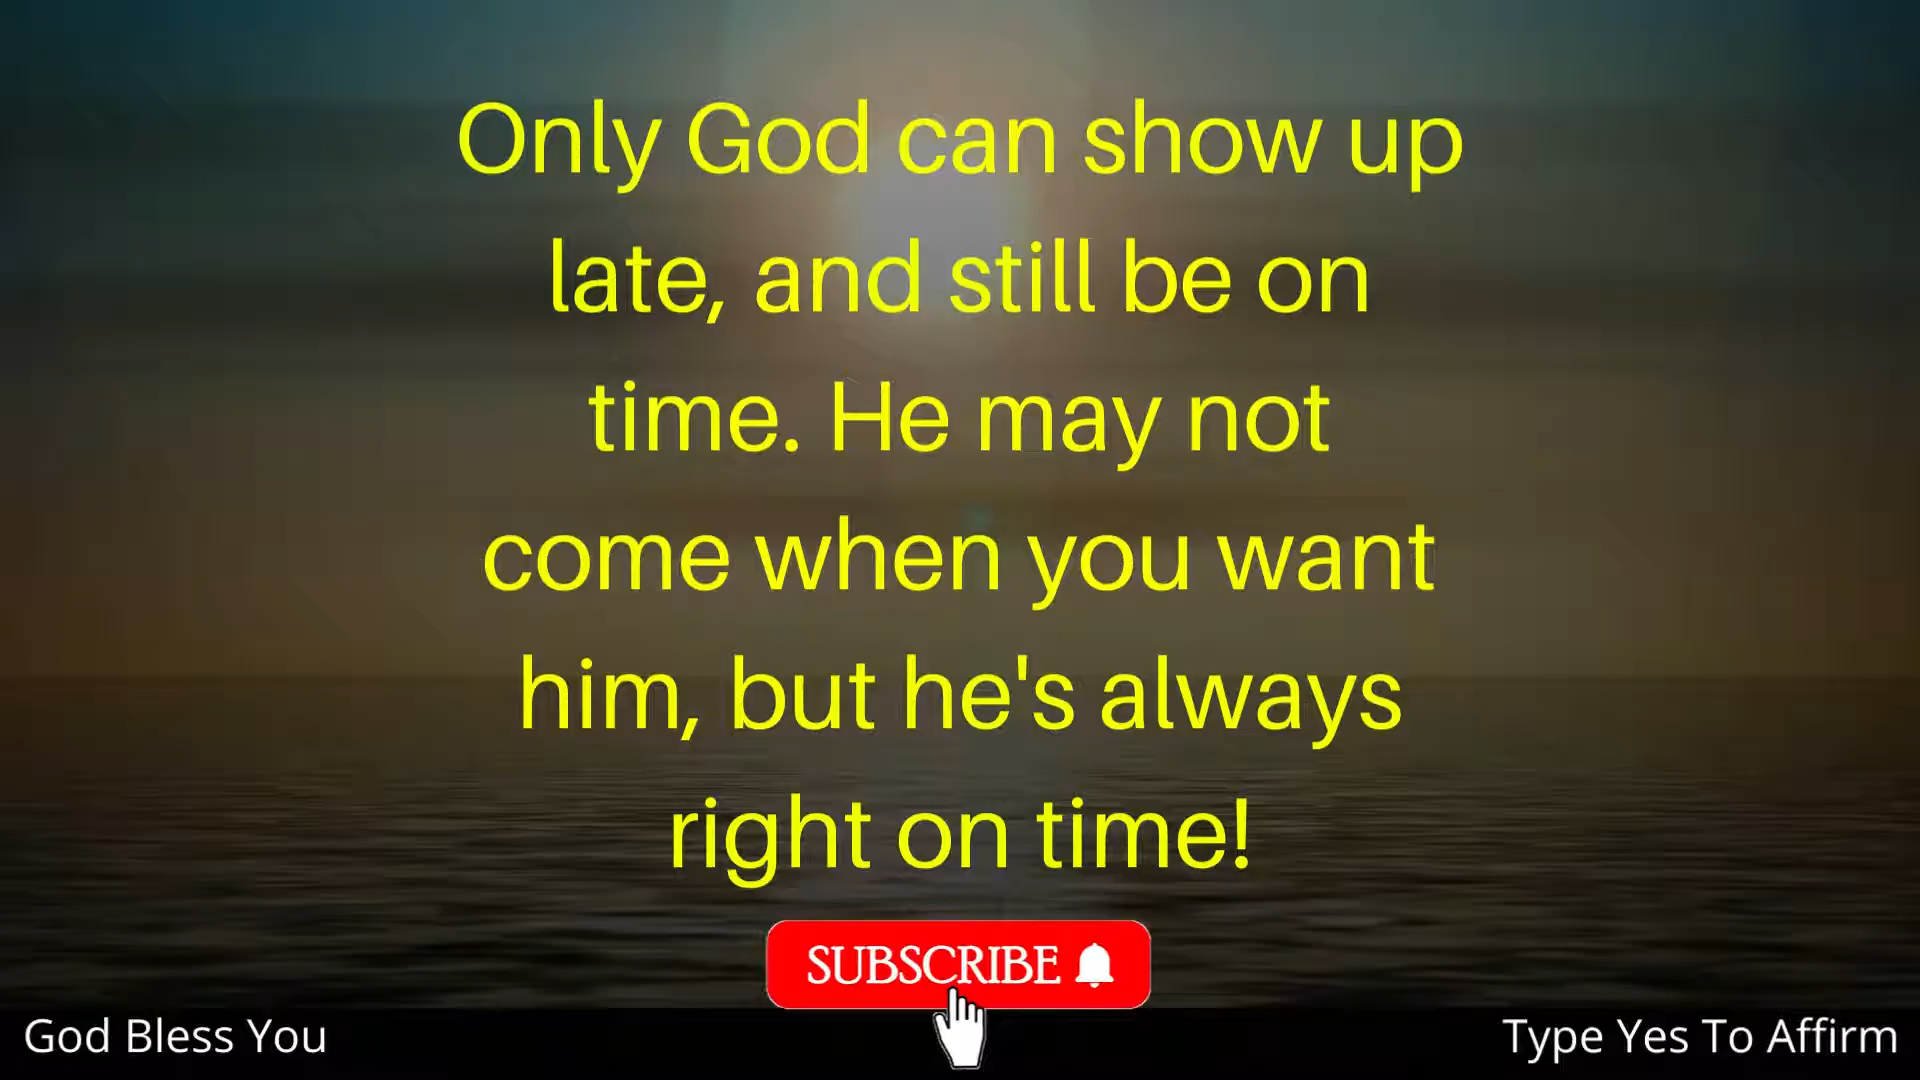 Only God can show up
late, and still be on
time. He may not
come when you want
him, but he's always
right on time!
SUBSCRIBE
God Bless You
Type Yes To Affirm